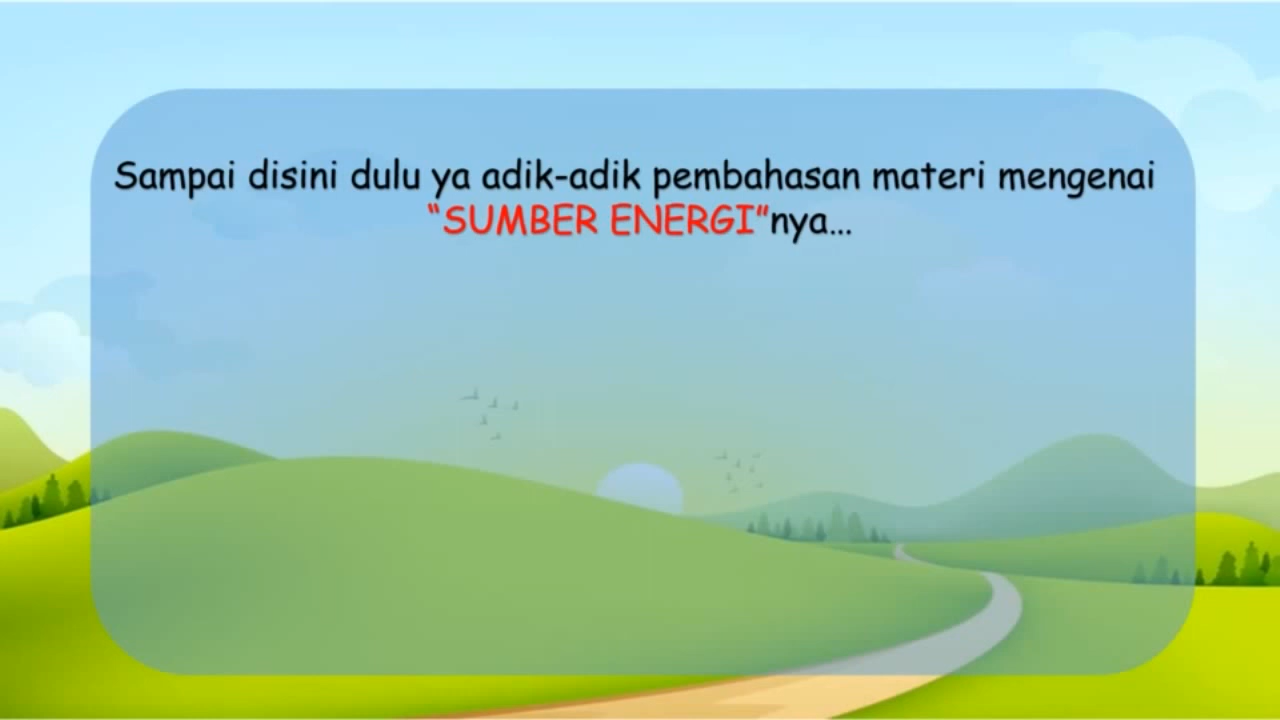 Sampai disini dulu ya adik-adik pembahasan materi mengenai
“SUMBER ENERGI”nya...